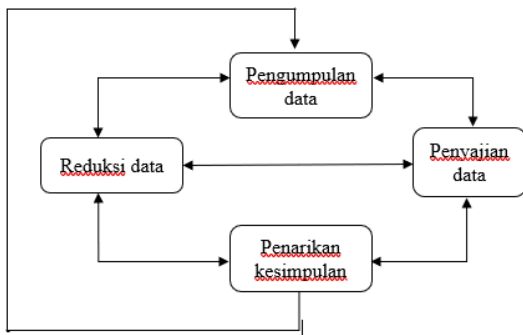 Pengumpulan
data
Reduksi data
Penyajian
data
Penarikan
kesimpulan